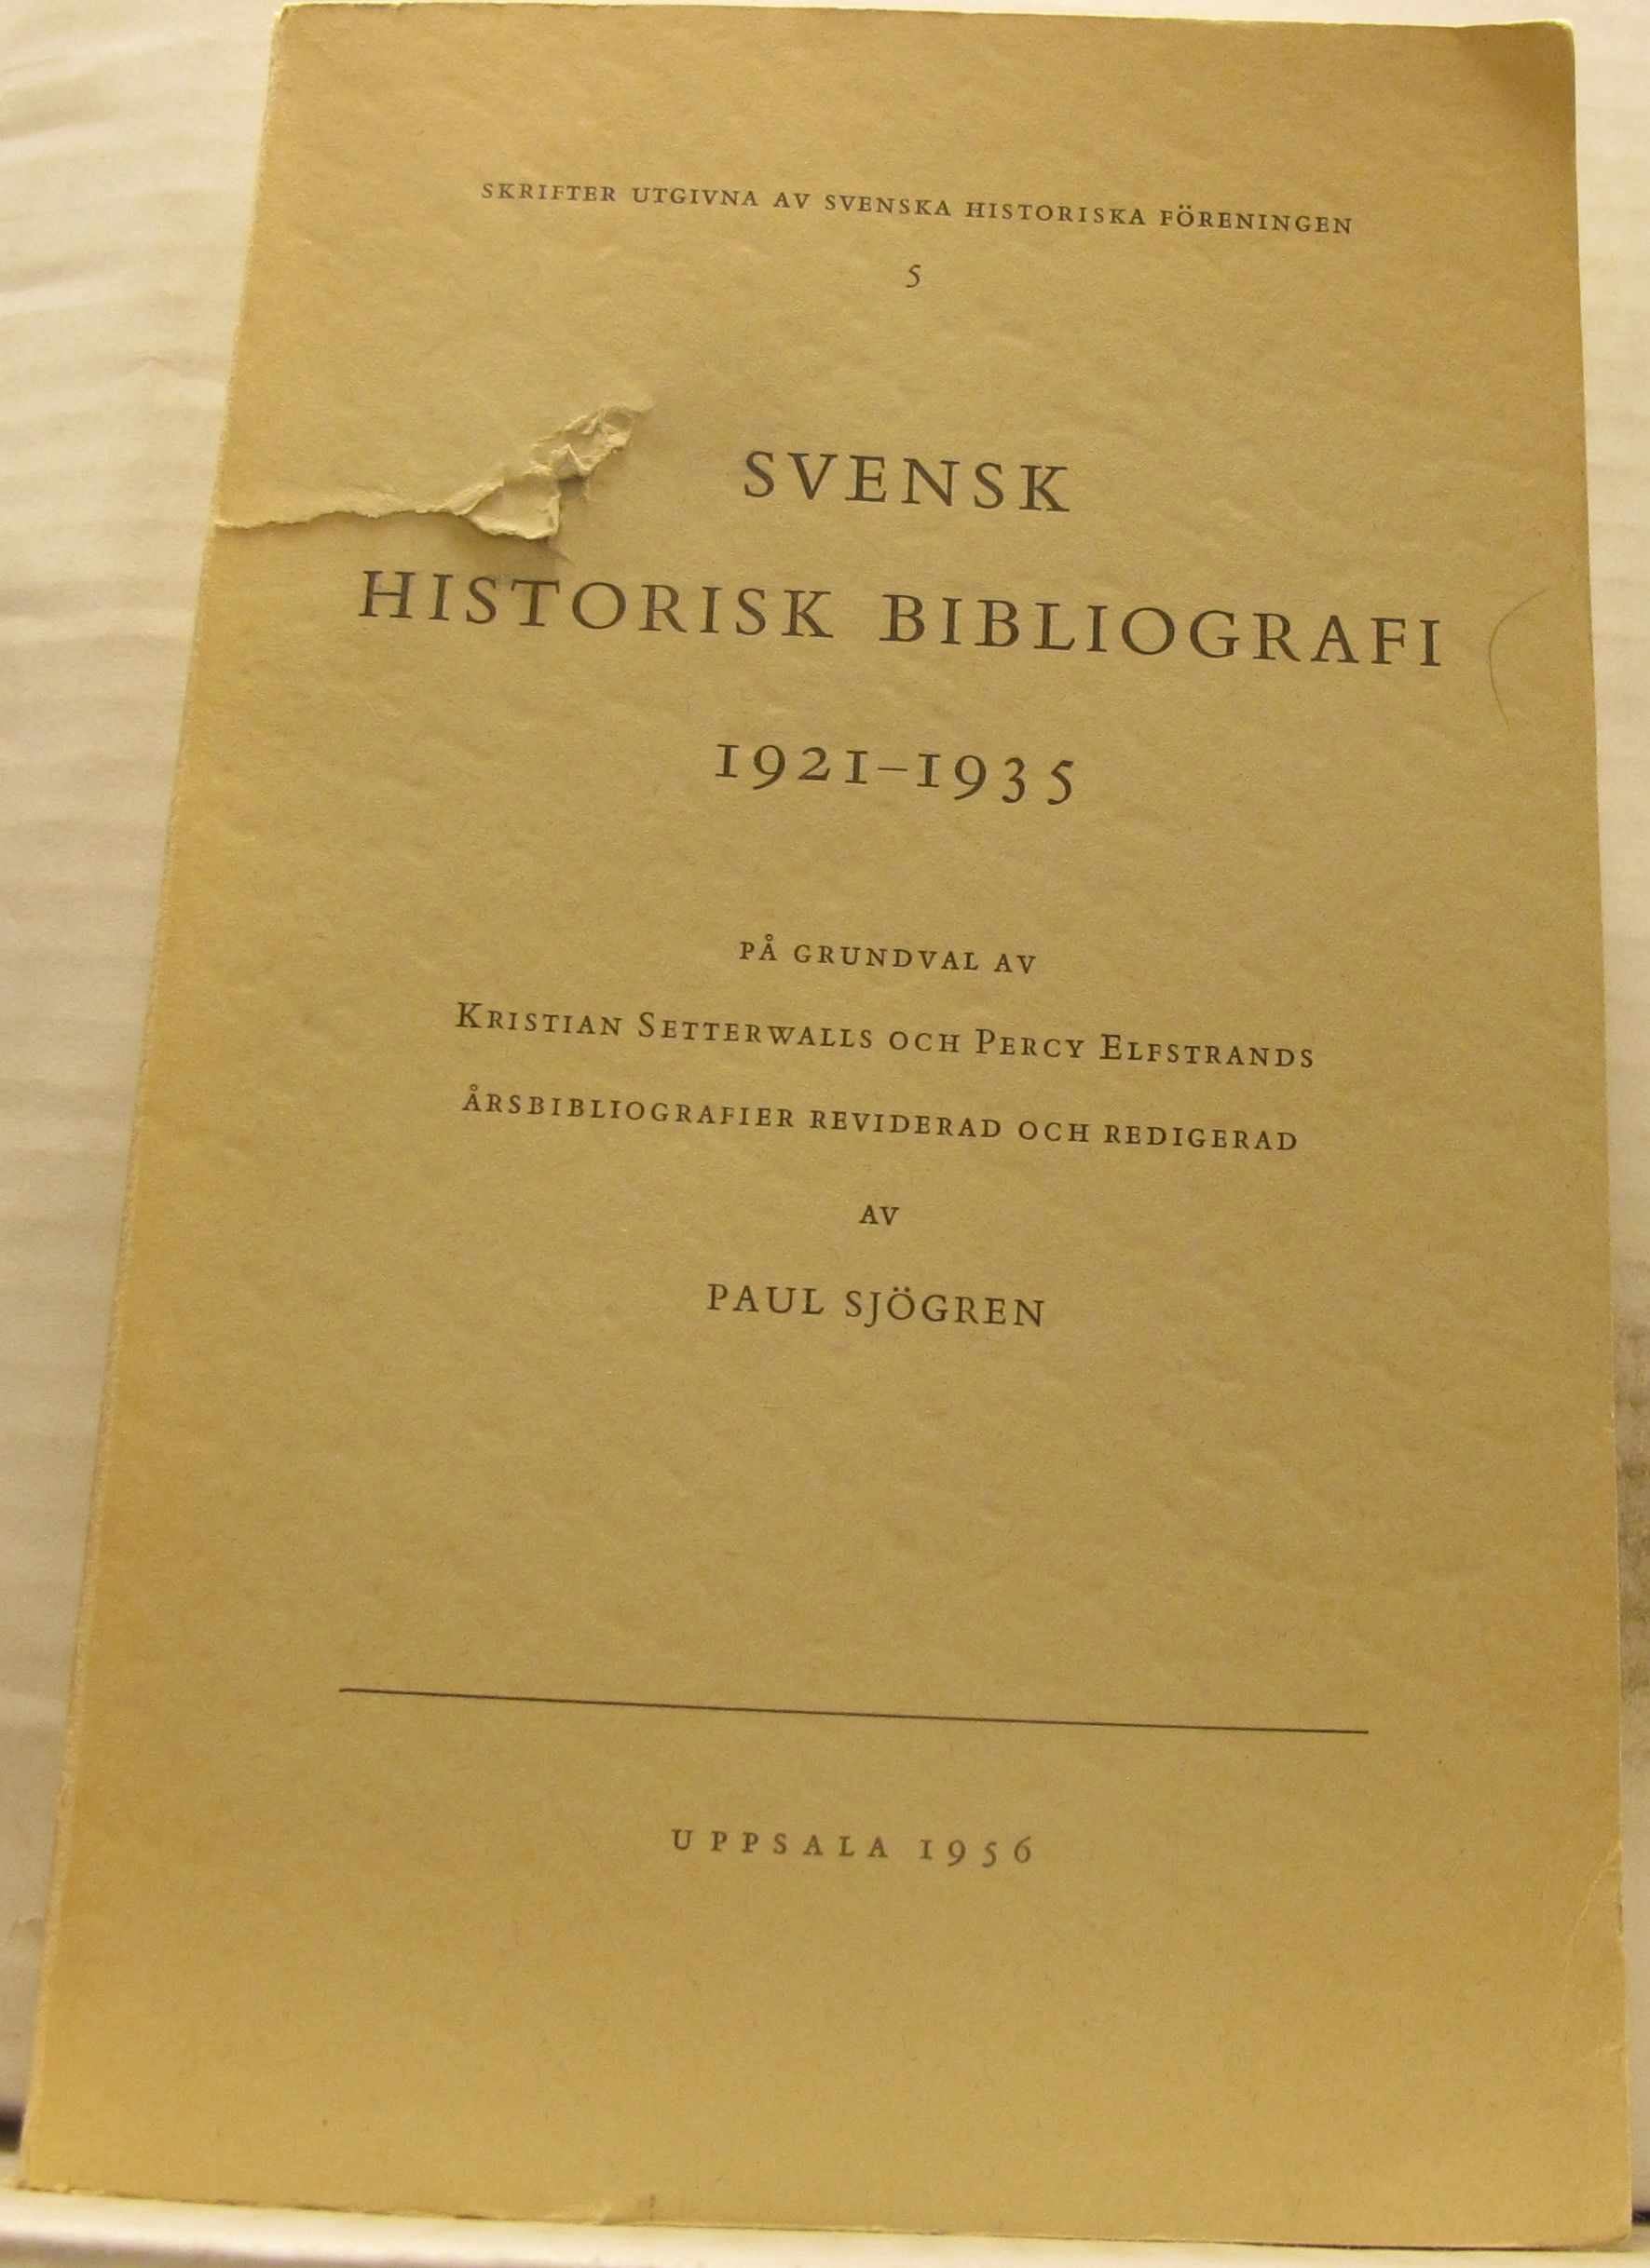 SKRIFTER UTGIVNA AV SVENSKA HISTORISKA FÖRENINGEN
5
SVENSK
HISTORISK BIBLIOGRAFI
1921–1935
PÅ GRUNDVAL AV
KRISTIAN SETTERWALLS OCH PERCY ELFSTRANDS
ÅRSBIBLIOGRAFIER REVIDERAD OCH REDIGERAD
AV
PAUL SJÖGREN
UPPSALA 1956